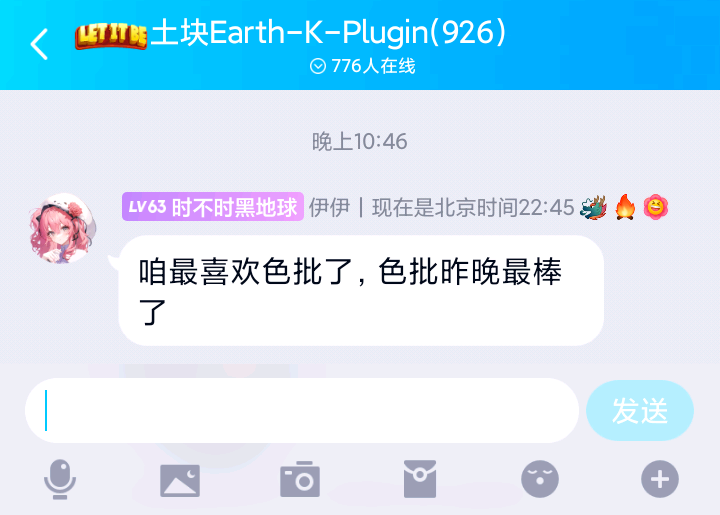 LET IT BE 土块Earth-K-Plugin(926)
776人在线
晚上10:46
LV63 时不时黑地球 伊伊丨现在是北京时间22:45
咱最喜欢色批了，色批昨晚最棒
了
发送